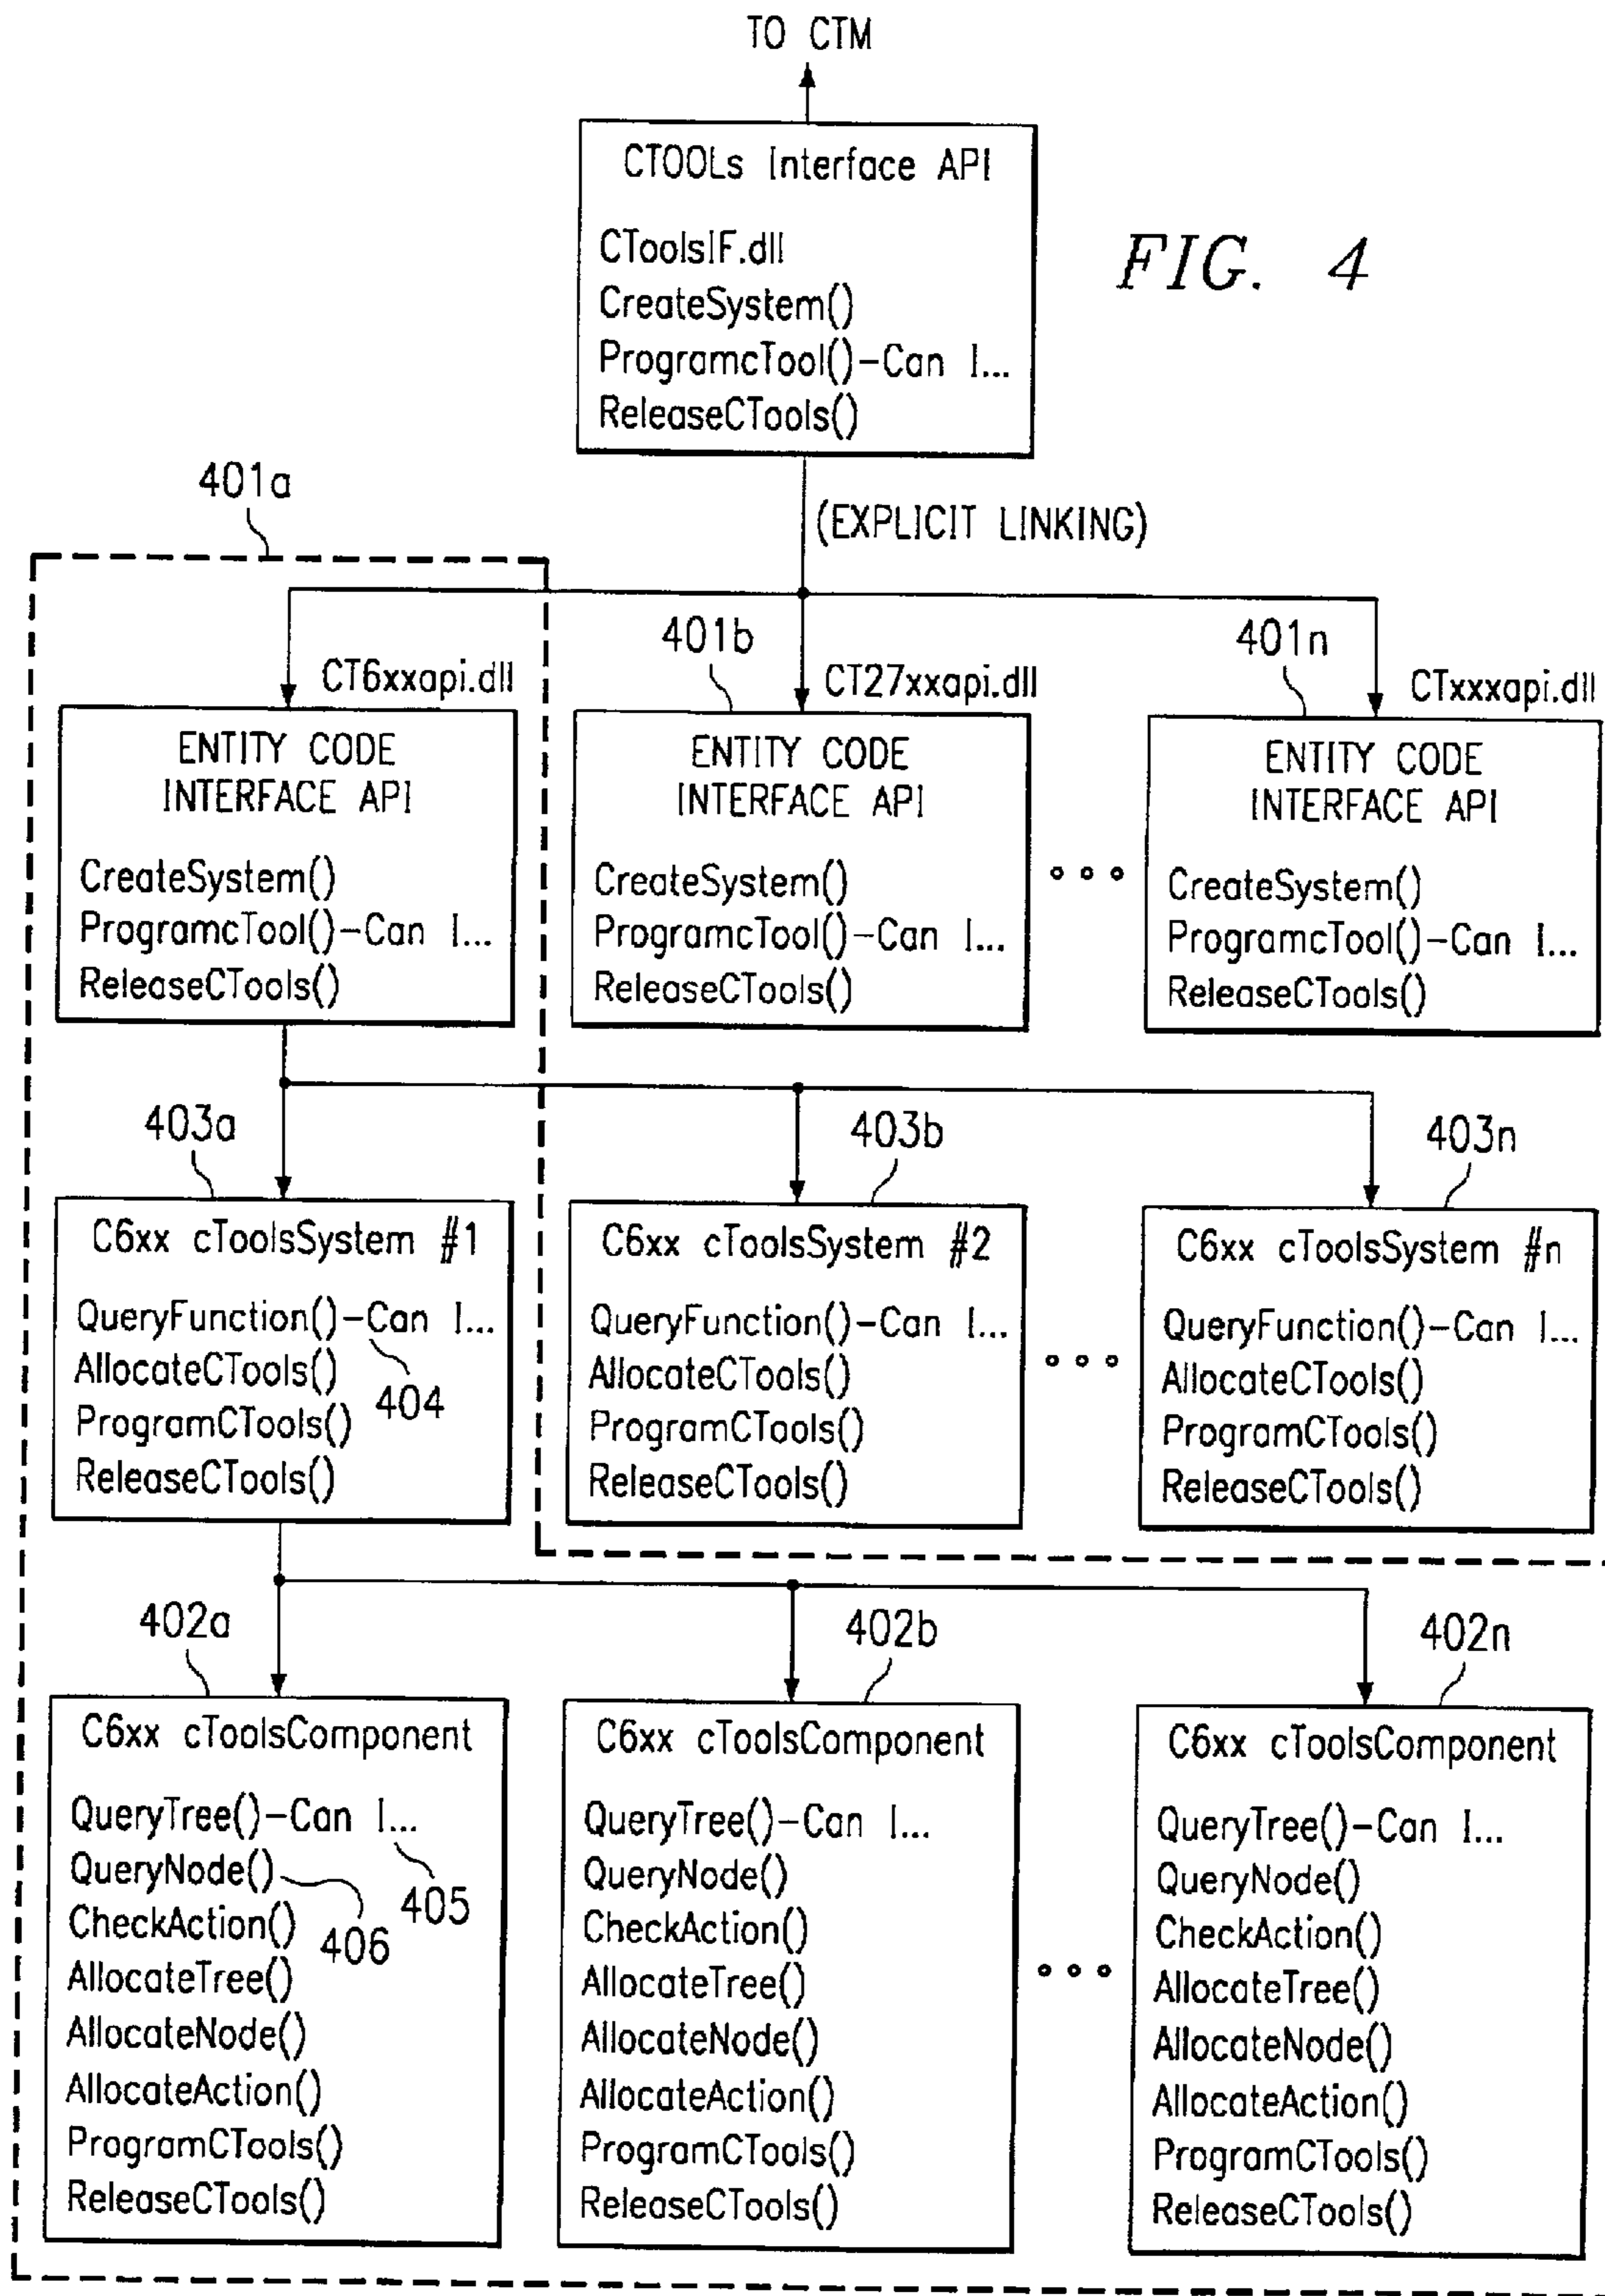 TO CTM
CTOOLs Interface API
CToolsIF.dll
CreateSystem()
ProgramcTool()-Can I...
ReleaseCTools()
FIG. 4
401a
(EXPLICIT LINKING)
401b
401n
CT6xxapi.dll
CT27xxapi.dll
CTxxxapi.dll
ENTITY CODE
INTERFACE API
CreateSystem()
ProgramcTool()-Can I...
ReleaseCTools()
ENTITY CODE
INTERFACE API
CreateSystem()
ProgramcTool()-Can I...
ReleaseCTools()
ENTITY CODE
INTERFACE API
CreateSystem()
ProgramcTool()-Can I...
ReleaseCTools()
403a
403b
403n
C6xx cToolsSystem #1
QueryFunction()-Can I...
AllocateCTools()
404
ProgramCTools()
ReleaseCTools()
C6xx cToolsSystem #2
QueryFunction()-Can I...
AllocateCTools()
ProgramCTools()
ReleaseCTools()
C6xx cToolsSystem #n
QueryFunction()-Can I...
AllocateCTools()
ProgramCTools()
ReleaseCTools()
402a
402b
402n
C6xx cToolsComponent
QueryTree()-Can I...
QueryNode()
405
CheckAction()
406
AllocateTree()
AllocateNode()
AllocateAction()
ProgramCTools()
ReleaseCTools()
C6xx cToolsComponent
QueryTree()-Can I...
QueryNode()
CheckAction()
AllocateTree()
AllocateNode()
AllocateAction()
ProgramCTools()
ReleaseCTools()
C6xx cToolsComponent
QueryTree()-Can I...
QueryNode()
CheckAction()
AllocateTree()
AllocateNode()
AllocateAction()
ProgramCTools()
ReleaseCTools()